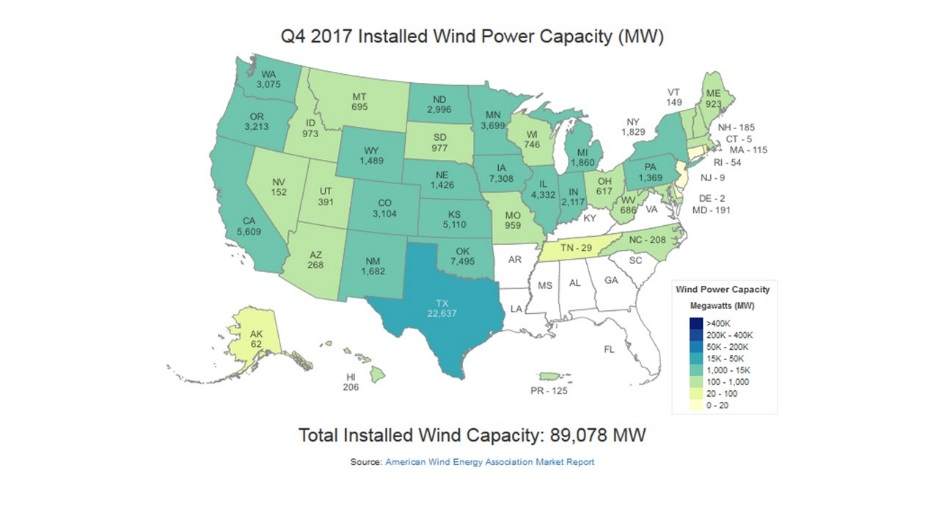 Q4 2017 Installed Wind Power Capacity (MW)
WA
3,075
OR
3,213
CA
5,609
ID
973
NV
152
MT
695
WY
1,489
UT
391
AZ
268
CO
3,104
NM
1,682
ND
2,996
SD
977
NE
1,426
KS
5,110
OK
7,495
TX
22,637
MN
3,699
IA
7,308
MO
959
AR
LA
WI
746
IL
4,332
MI
1,860
IN
2,117
OH
617
KY
WV
686
VA
TN - 29
NC - 208
SC
MS
AL
GA
FL
PA
1,369
NY
1,829
VT
149
ME
923
NH - 185
CT - 5
MA - 115
RI - 54
NJ - 9
DE - 2
MD - 191
AK
62
HI
206
PR - 125
Wind Power Capacity
Megawatts (MW)
>400K
200K - 400K
50K - 200K
15K - 50K
1,000 - 15K
100 - 1,000
20 - 100
0 - 20
Total Installed Wind Capacity: 89,078 MW
Source: American Wind Energy Association Market Report